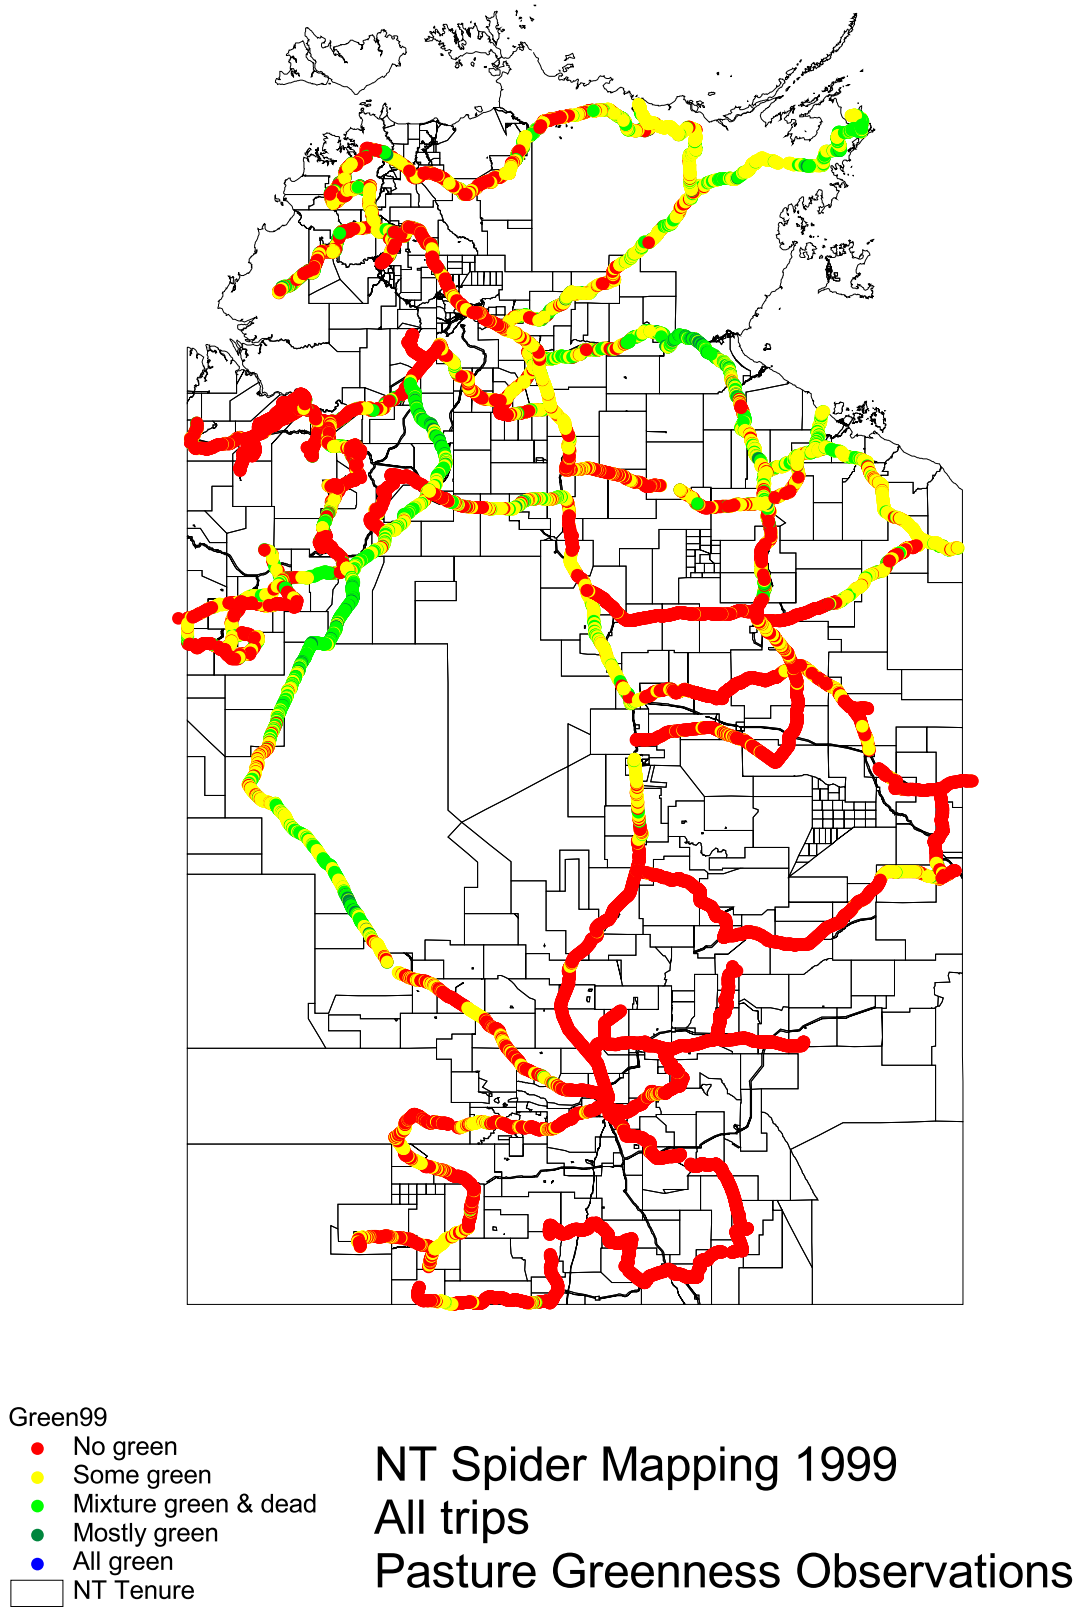 Green99
No green
Some green
Mixture green & dead
Mostly green
All green
NT Tenure
NT Spider Mapping 1999
All trips
Pasture Greenness Observations